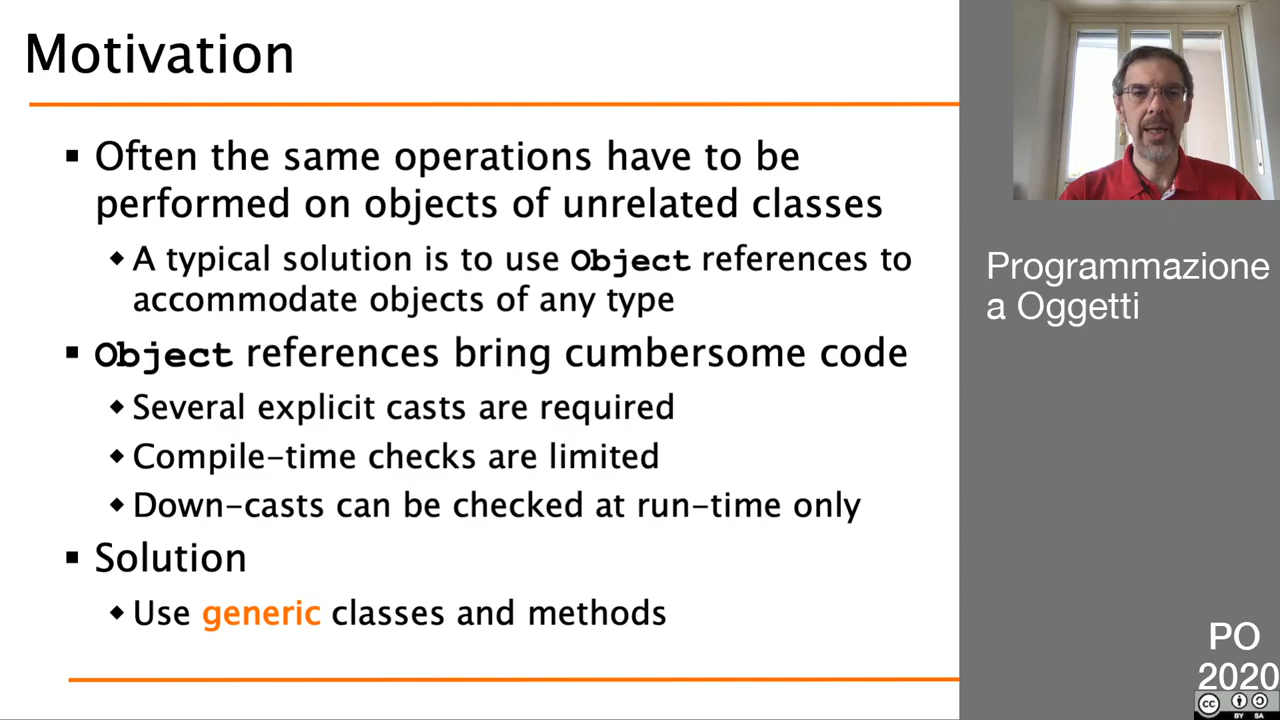 Motivation
▪ Often the same operations have to be
performed on objects of unrelated classes
◆ A typical solution is to use Object references to
accommodate objects of any type
▪ Object references bring cumbersome code
◆ Several explicit casts are required
◆ Compile-time checks are limited
◆ Down-casts can be checked at run-time only
▪ Solution
◆ Use generic classes and methods
Programmazione
a Oggetti
PO
2020
cc
BY SA